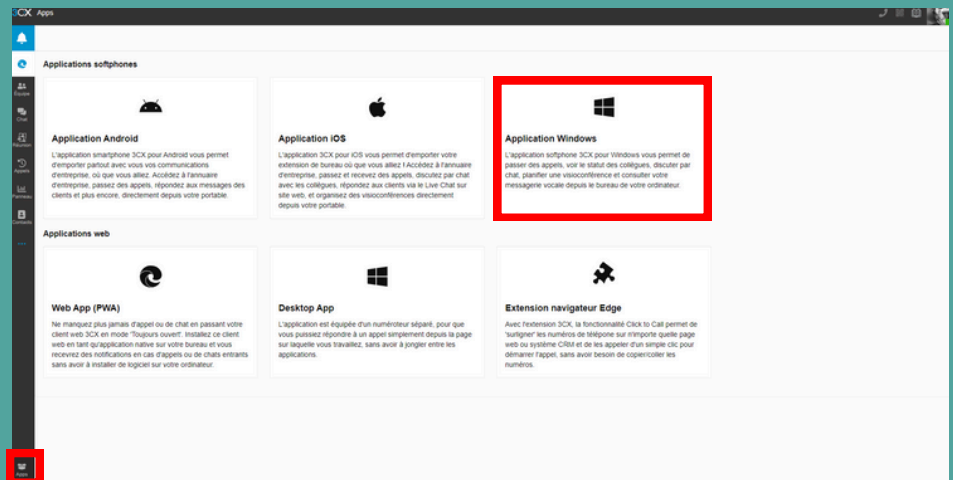 3CX Apps
Applications softphones
Application Android
L'application smartphone 3CX pour Android vous permet
d'emporter partout avec vous vos communications
d'entreprise, où que vous alliez. Accédez à l'annuaire
d'entreprise, passez des appels, répondez aux messages des
clients et plus encore, directement depuis votre portable.
Application iOS
L'application 3CX pour iOS vous permet d'emporter votre
extension de bureau où que vous alliez ! Accédez à l'annuaire
d'entreprise, passez et recevez des appels, discutez par chat
avec les collègues, répondez aux clients via le Live Chat sur
site web, et organisez des visioconférences directement
depuis votre portable.
Application Windows
L'application softphone 3CX pour Windows vous permet de
passer des appels, voir le statut des collègues, discuter par
chat, planifier une visioconférence et consulter votre
messagerie vocale depuis le bureau de votre ordinateur.
Équipe
Chat
Réunion
Appels
Panneau
Contacts
Applications web
Web App (PWA)
Ne manquez plus jamais d'appel ou de chat en passant votre
client web 3CX en mode "Toujours ouvert". Installez ce client
web en tant qu'application native sur votre bureau et vous
recevrez des notifications en cas d'appels ou de chats entrants
sans avoir à installer de logiciel sur votre ordinateur.
Desktop App
L'application est équipée d'un numéroteur séparé, pour que
vous puissiez répondre à un appel simplement depuis la page
sur laquelle vous travaillez, sans avoir à jongler entre les
applications.
Extension navigateur Edge
Avec l'extension 3CX, la fonctionnalité Click to Call permet de
'surligner' les numéros de télépone sur n'importe quelle page
web ou système CRM et de les appeler d'un simple clic pour
démarrer l'appel, sans avoir besoin de copier/coller les
numéros.
Apps